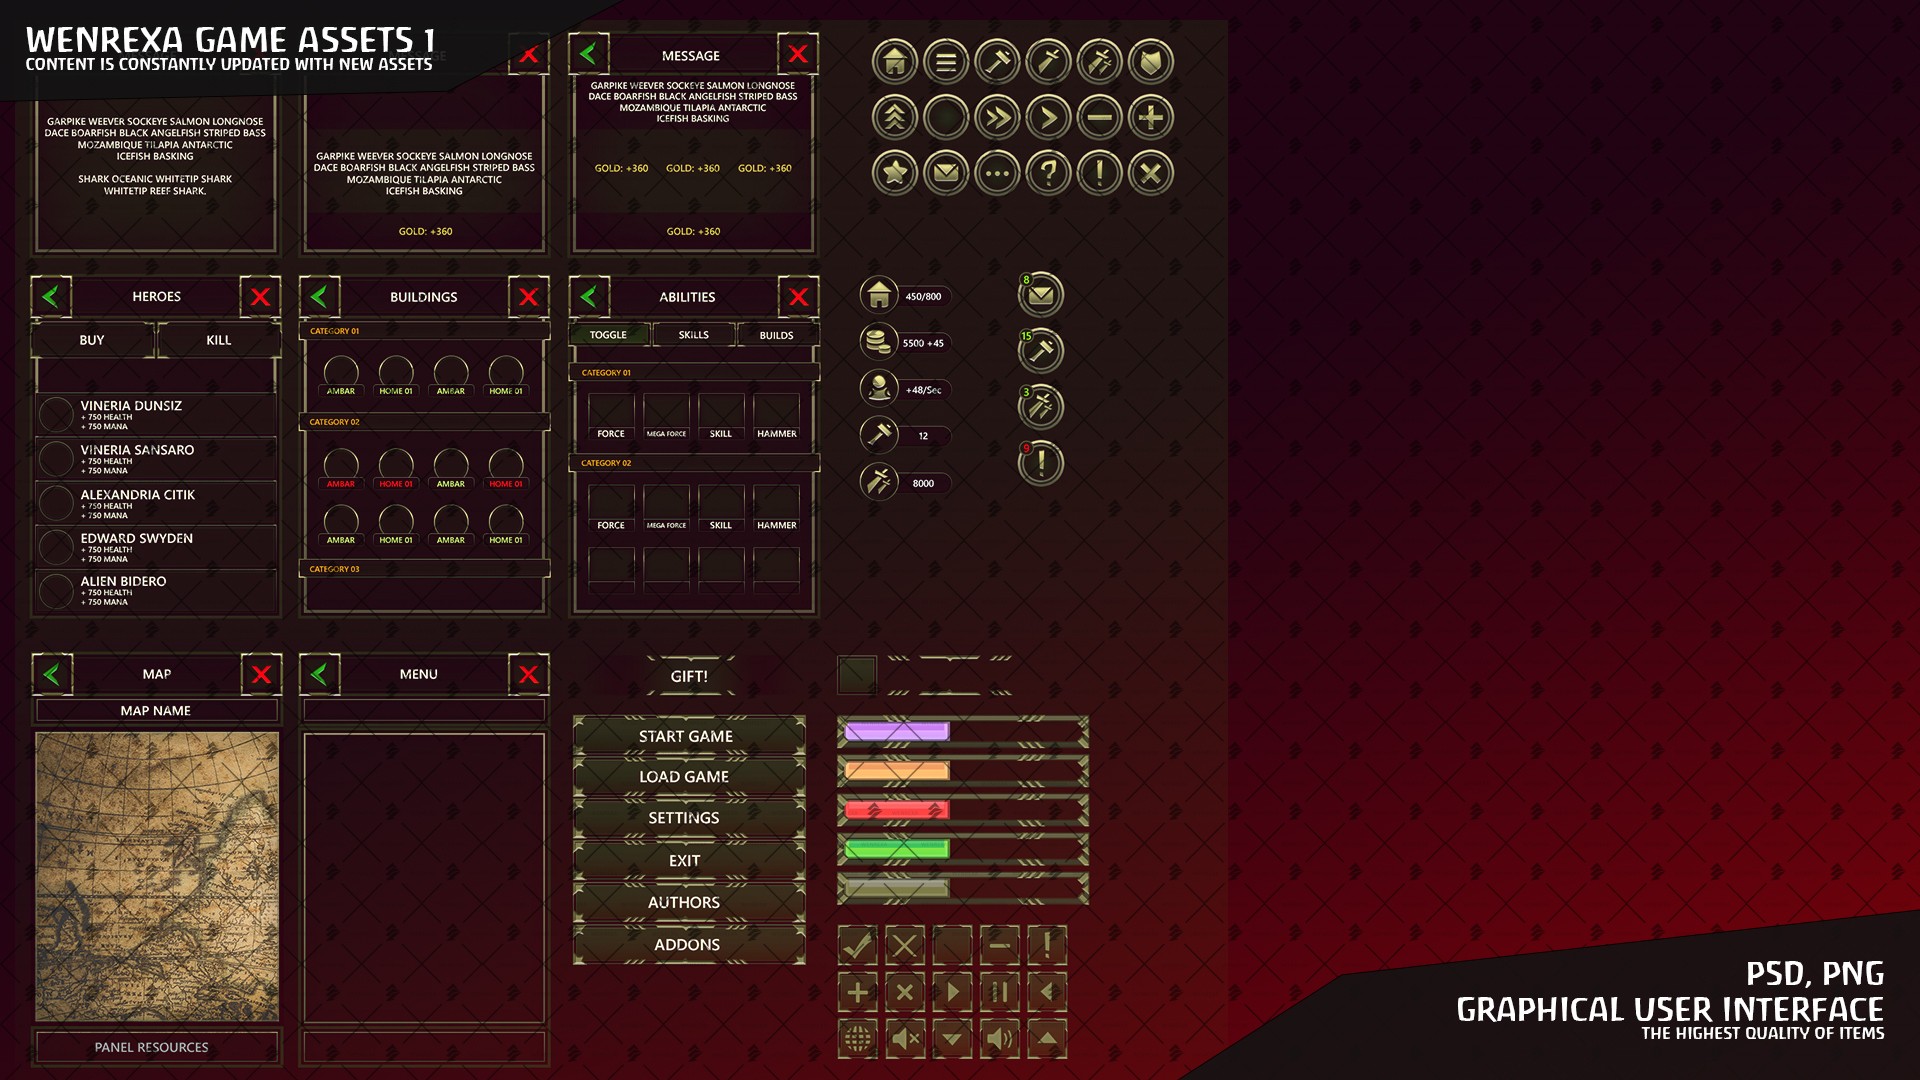 WENREXA GAME ASSETS 1
CONTENT IS CONSTANTLY UPDATED WITH NEW ASSETS
GARPIKE WEEVER SOCKEYE SALMON LONGNOSE
DACE BOARFISH BLACK ANGELFISH STRIPED BASS
MOZAMBIQUE TILAPIA ANTARCTIC
ICEFISH BASKING
SHARK OCEANIC WHITETIP SHARK
WHITETIP REEF SHARK.
GARPIKE WEEVER SOCKEYE SALMON LONGNOSE
DACE BOARFISH BLACK ANGELFISH STRIPED BASS
MOZAMBIQUE TILAPIA ANTARCTIC
ICEFISH BASKING
GOLD: +360
MESSAGE
GARPIKE WEEVER SOCKEYE SALMON LONGNOSE
DACE BOARFISH BLACK ANGELFISH STRIPED BASS
MOZAMBIQUE TILAPIA ANTARCTIC
ICEFISH BASKING
GOLD: +360 GOLD: +360 GOLD: +360
GOLD: +360
HEROES
BUY KILL
VINERIA DUNSIZ
+ 750 HEALTH
+ 750 MANA
VINERIA SANSARO
+ 750 HEALTH
+ 750 MANA
ALEXANDRIA CITIK
+ 750 HEALTH
+ 750 MANA
EDWARD SWYDEN
+ 750 HEALTH
+ 750 MANA
ALIEN BIDERO
+ 750 HEALTH
+ 750 MANA
BUILDINGS
CATEGORY 01
AMBAR HOME 01 AMBAR HOME 01
CATEGORY 02
AMBAR HOME 01 AMBAR HOME 01
AMBAR HOME 01 AMBAR HOME 01
CATEGORY 03
ABILITIES
TOGGLE SKILLS BUILDS
CATEGORY 01
FORCE MEGA FORCE SKILL HAMMER
CATEGORY 02
FORCE MEGA FORCE SKILL HAMMER
450/800
5500 +45
+48/Sec
12
8000
8
15
3
9
MAP
MAP NAME
PANEL RESOURCES
MENU
GIFT!
START GAME
LOAD GAME
SETTINGS
EXIT
AUTHORS
ADDONS
PSD, PNG
GRAPHICAL USER INTERFACE
THE HIGHEST QUALITY OF ITEMS